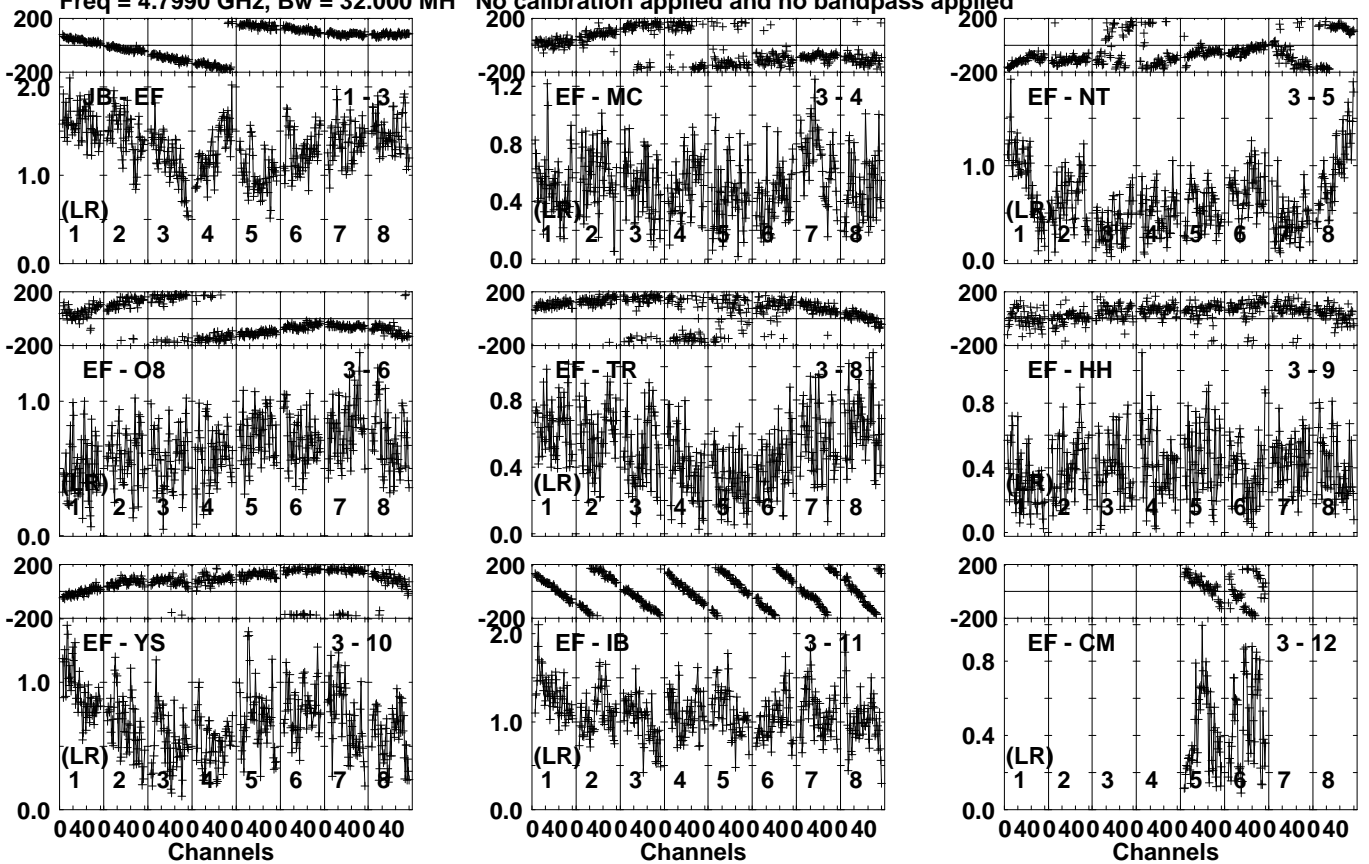 Freq = 4.7990 GHz, Bw = 32.000 MH No calibration applied and no bandpass applied
200
-200
2.0
1.0
0.0
JB - EF
1 - 3
(LR)
1 2 3 4 5 6 7 8
200
-200
1.2
0.8
0.4
0.0
EF - MC
3 - 4
(LR)
1 2 3 4 5 6 7 8
200
-200
1.0
0.0
EF - NT
3 - 5
(LR)
1 2 3 4 5 6 7 8
200
-200
1.0
0.0
EF - O8
3 - 6
(LR)
1 2 3 4 5 6 7 8
200
-200
0.8
0.4
0.0
EF - TR
3 - 8
(LR)
1 2 3 4 5 6 7 8
200
-200
0.8
0.4
0.0
EF - HH
3 - 9
(LR)
1 2 3 4 5 6 7 8
200
-200
1.0
0.0
EF - YS
3 - 10
(LR)
1 2 3 4 5 6 7 8
0 40 0 40 0 40 0 40 0 40 0 40 0 40 0 40
Channels
200
-200
2.0
1.0
0.0
EF - IB
3 - 11
(LR)
1 2 3 4 5 6 7 8
0 40 0 40 0 40 0 40 0 40 0 40 0 40 0 40
Channels
200
-200
0.8
0.4
0.0
EF - CM
3 - 12
(LR)
1 2 3 4 5 6 7 8
0 40 0 40 0 40 0 40 0 40 0 40 0 40 0 40
Channels